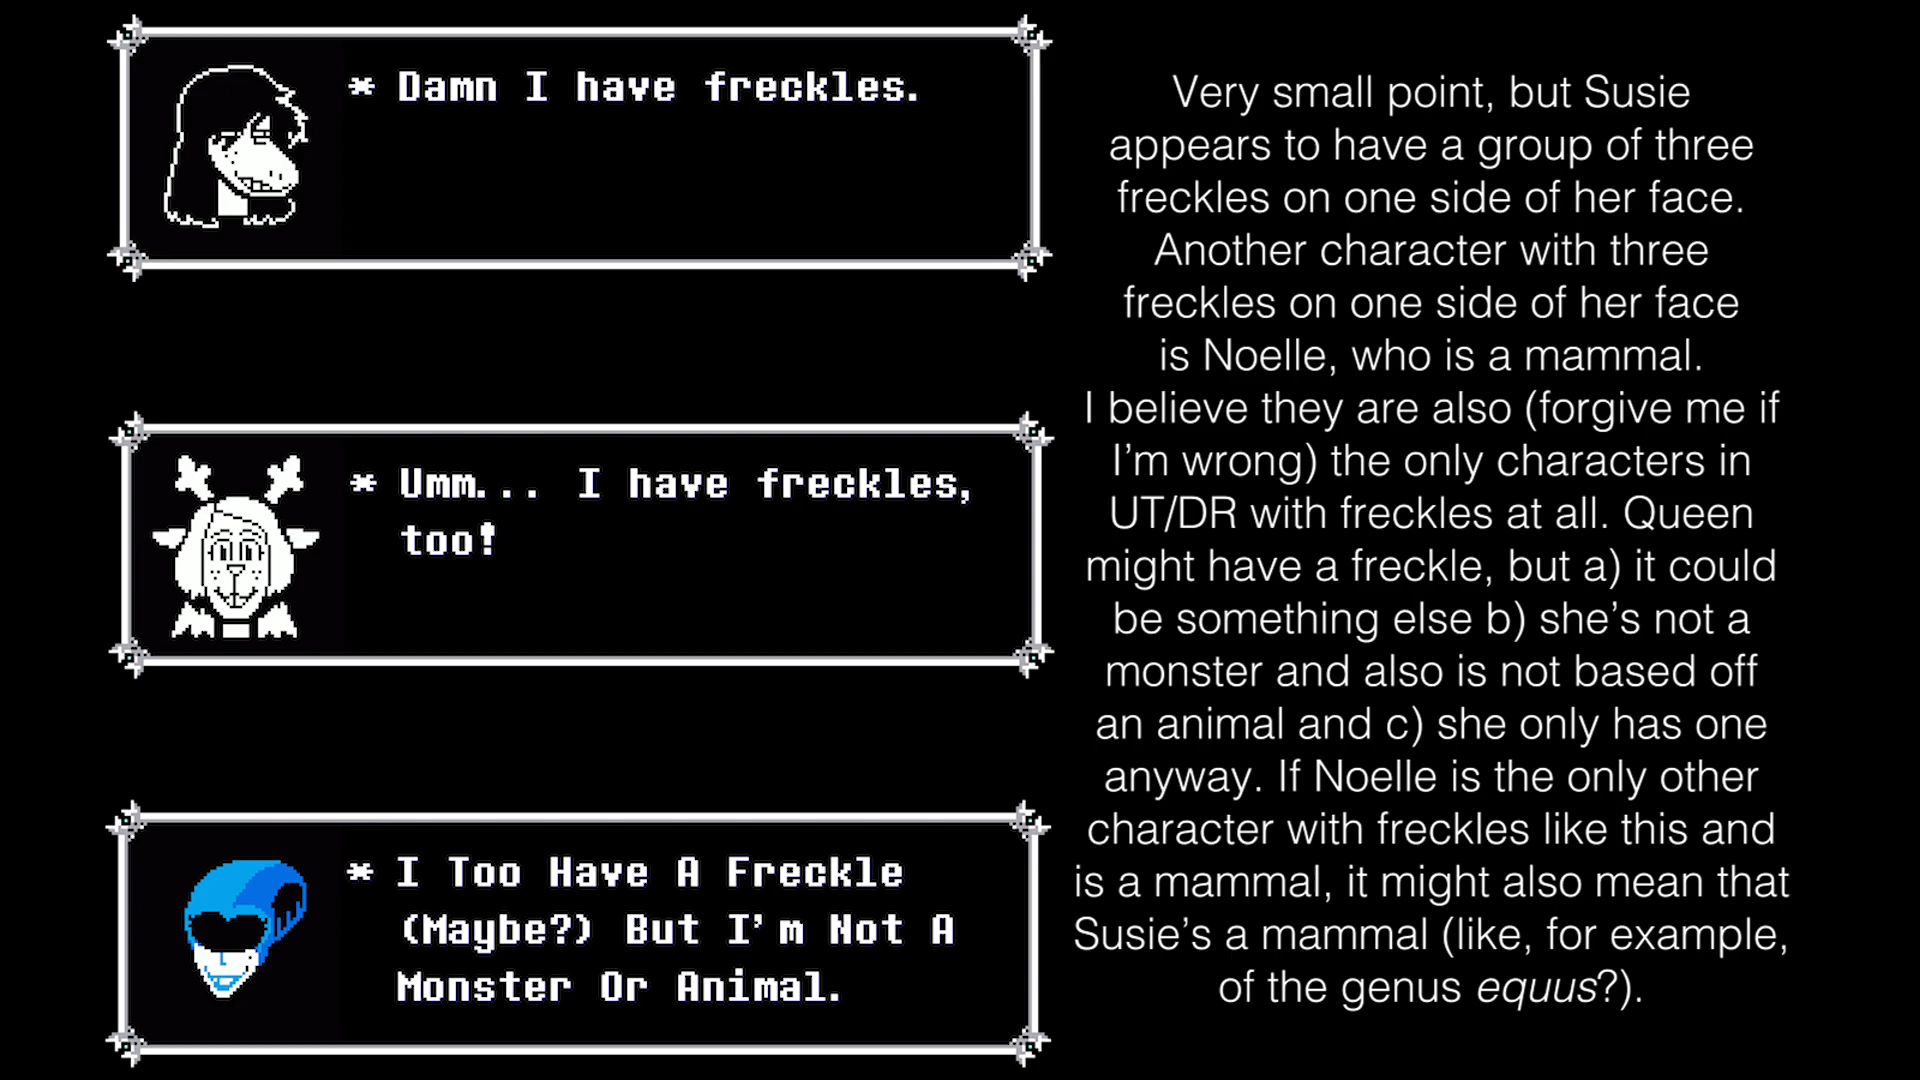 * Damn I have freckles.
* Umm... I have freckles,
too!
* I Too Have A Freckle
(Maybe?) But I'm Not A
Monster Or Animal.
Very small point, but Susie
appears to have a group of three
freckles on one side of her face.
Another character with three
freckles on one side of her face
is Noelle, who is a mammal.
I believe they are also (forgive me if
I’m wrong) the only characters in
UT/DR with freckles at all. Queen
might have a freckle, but a) it could
be something else b) she’s not a
monster and also is not based off
an animal and c) she only has one
anyway. If Noelle is the only other
character with freckles like this and
is a mammal, it might also mean that
Susie’s a mammal (like, for example,
of the genus equus?).